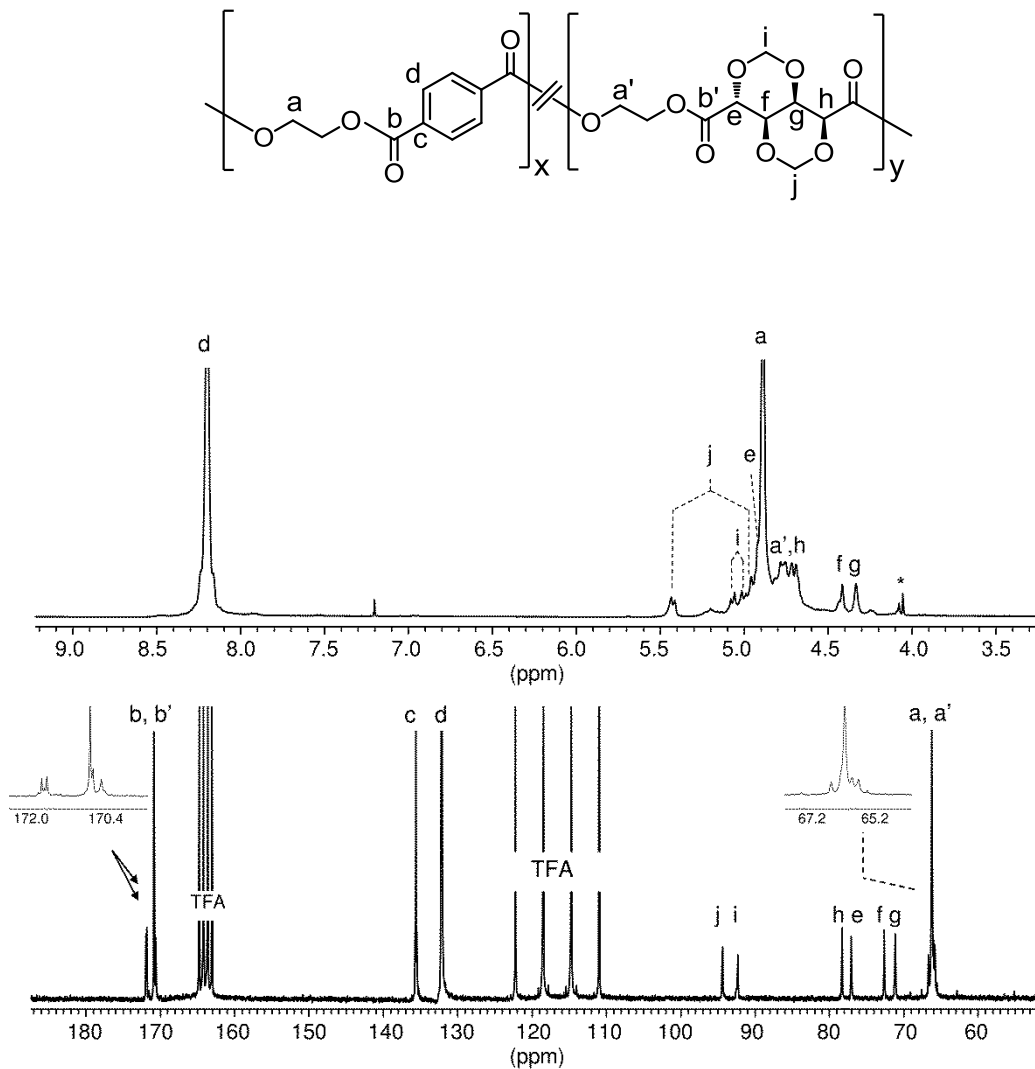 O
O
O
i
O
O
a
O
d
b
c
O
x
O
a'
O
b'
O
e
f
g
h
O
O
j
y
d
a
j
e
i
a',h
f
g
*
9.0 8.5 8.0 7.5 7.0 6.5 6.0 5.5 5.0 4.5 4.0 3.5
(ppm)
b, b'
c
d
a, a'
172.0 170.4
67.2 65.2
TFA
TFA
j i
h e f g
180 170 160 150 140 130 120 110 100 90 80 70 60
(ppm)